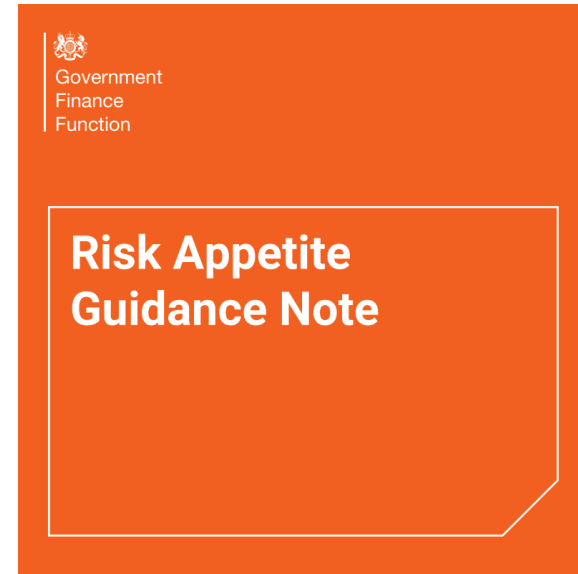 Government
Finance
Function
Risk Appetite
Guidance Note